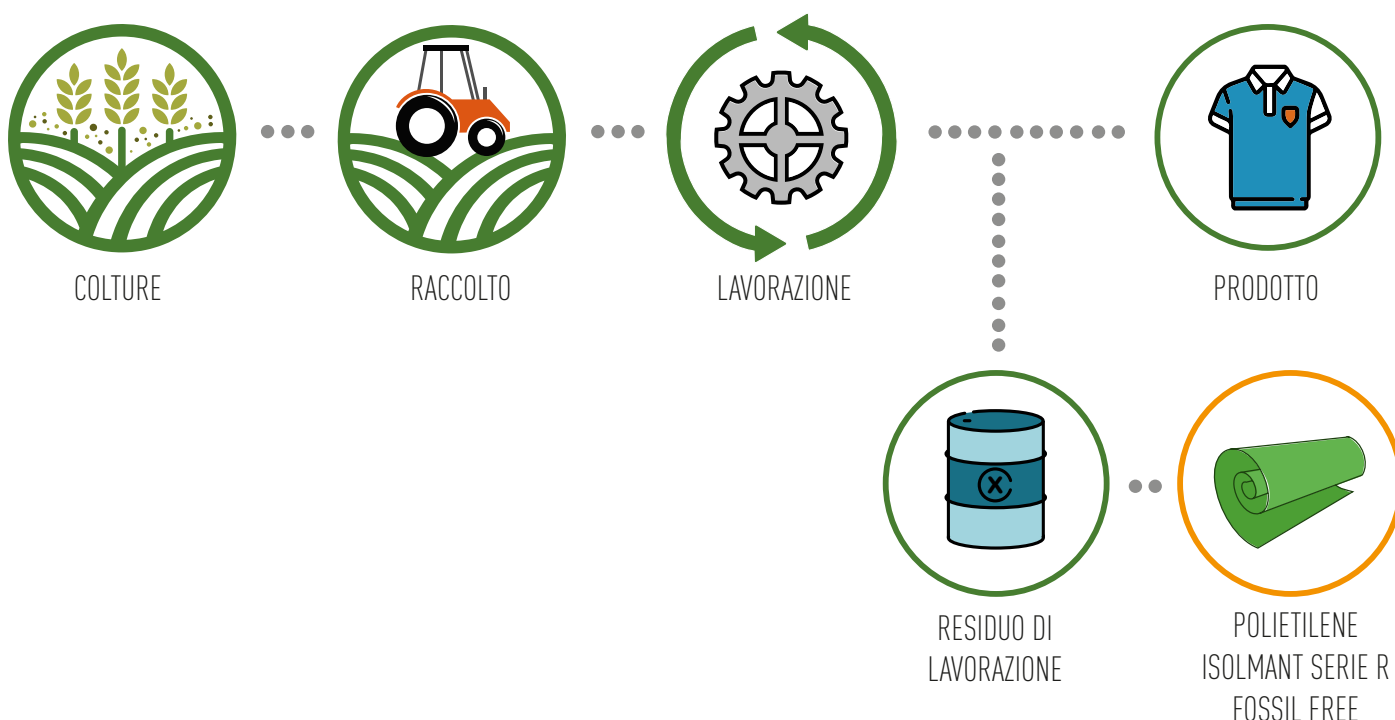 COLTURE
RACCOLTO
LAVORAZIONE
PRODOTTO
X
RESIDUO DI
LAVORAZIONE
POLIETILENE
ISOLMANT SERIE R
FOSSIL FREE